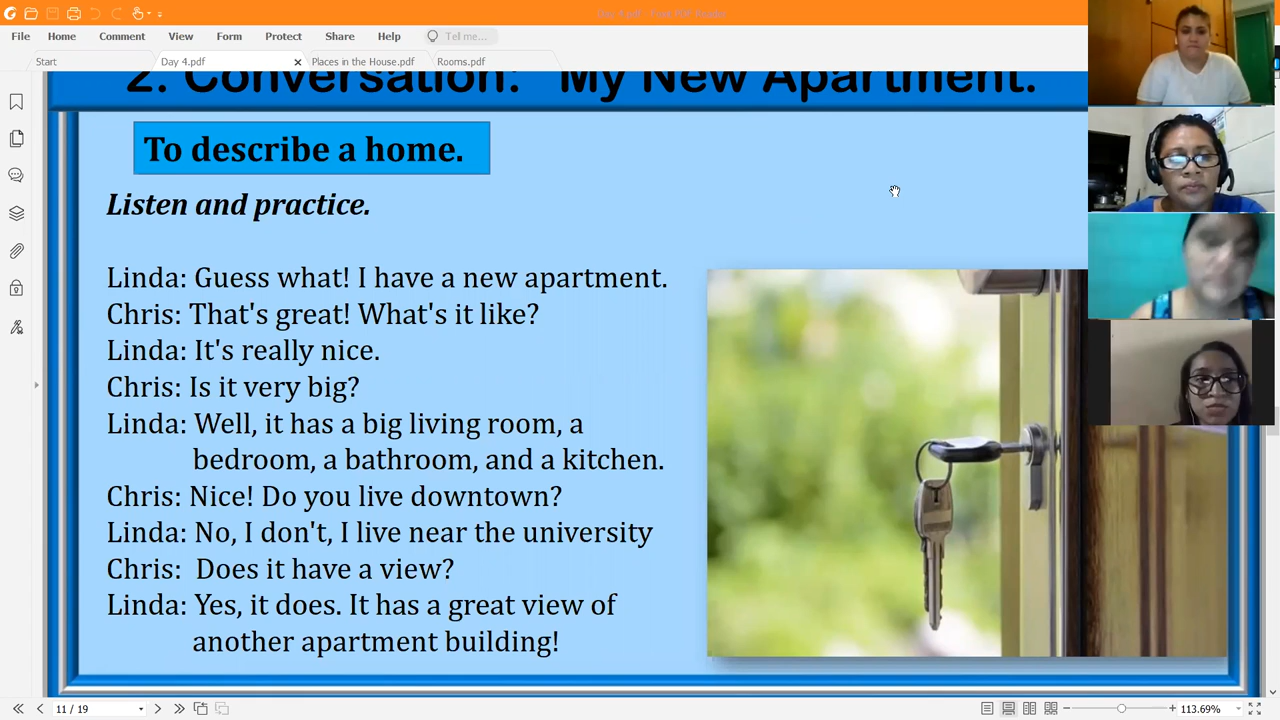 File Home Comment View Form Protect Share Help Tell me...
Start Day 4.pdf Places in the House.pdf Rooms.pdf
2. Conversation: "My New Apartment.
To describe a home.
Listen and practice.
Linda: Guess what! I have a new apartment.
Chris: That's great! What's it like?
Linda: It's really nice.
Chris: Is it very big?
Linda: Well, it has a big living room, a
bedroom, a bathroom, and a kitchen.
Chris: Nice! Do you live downtown?
Linda: No, I don't, I live near the university
Chris: Does it have a view?
Linda: Yes, it does. It has a great view of
another apartment building!
11 / 19 113.69%